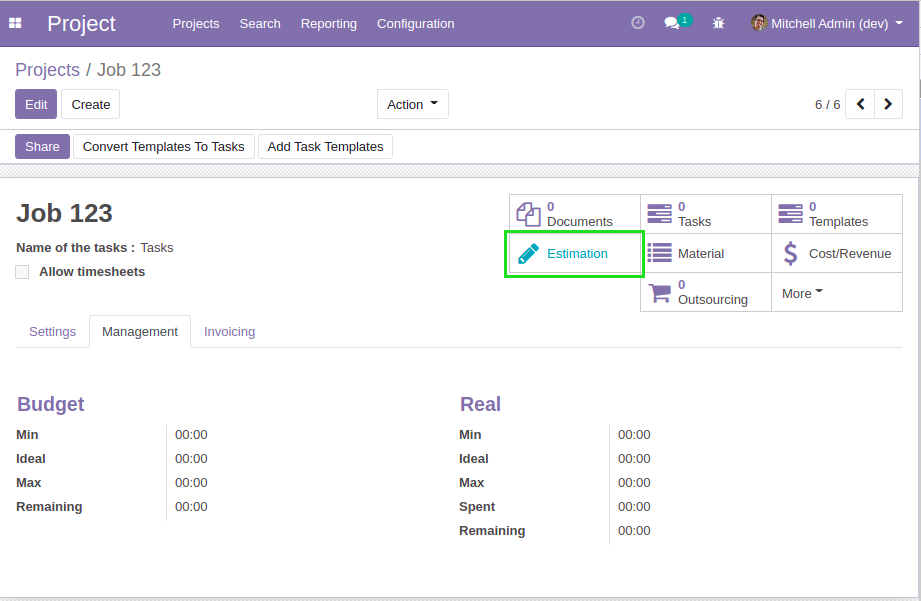 Project Projects Search Reporting Configuration 1 Mitchell Admin (dev)
Projects / Job 123
Edit Create Action 6 / 6
Share Convert Templates To Tasks Add Task Templates
Job 123
Name of the tasks : Tasks
Allow timesheets
0 Documents
0 Tasks
0 Templates
Estimation
Material
Cost/Revenue
0 Outsourcing
More
Settings Management Invoicing
Budget
Min 00:00
Ideal 00:00
Max 00:00
Remaining 00:00
Real
Min 00:00
Ideal 00:00
Max 00:00
Spent 00:00
Remaining 00:00